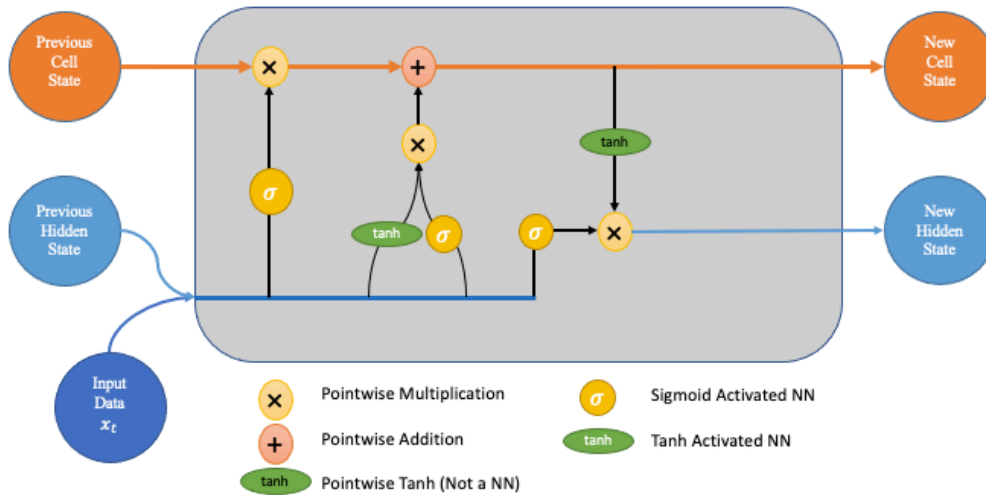 Previous
Cell
State
New
Cell
State
×
+
×
tanh
σ
Previous
Hidden
State
tanh
σ
σ
×
New
Hidden
State
Input
Data
xₜ
× Pointwise Multiplication
σ Sigmoid Activated NN
+ Pointwise Addition
tanh Tanh Activated NN
tanh Pointwise Tanh (Not a NN)